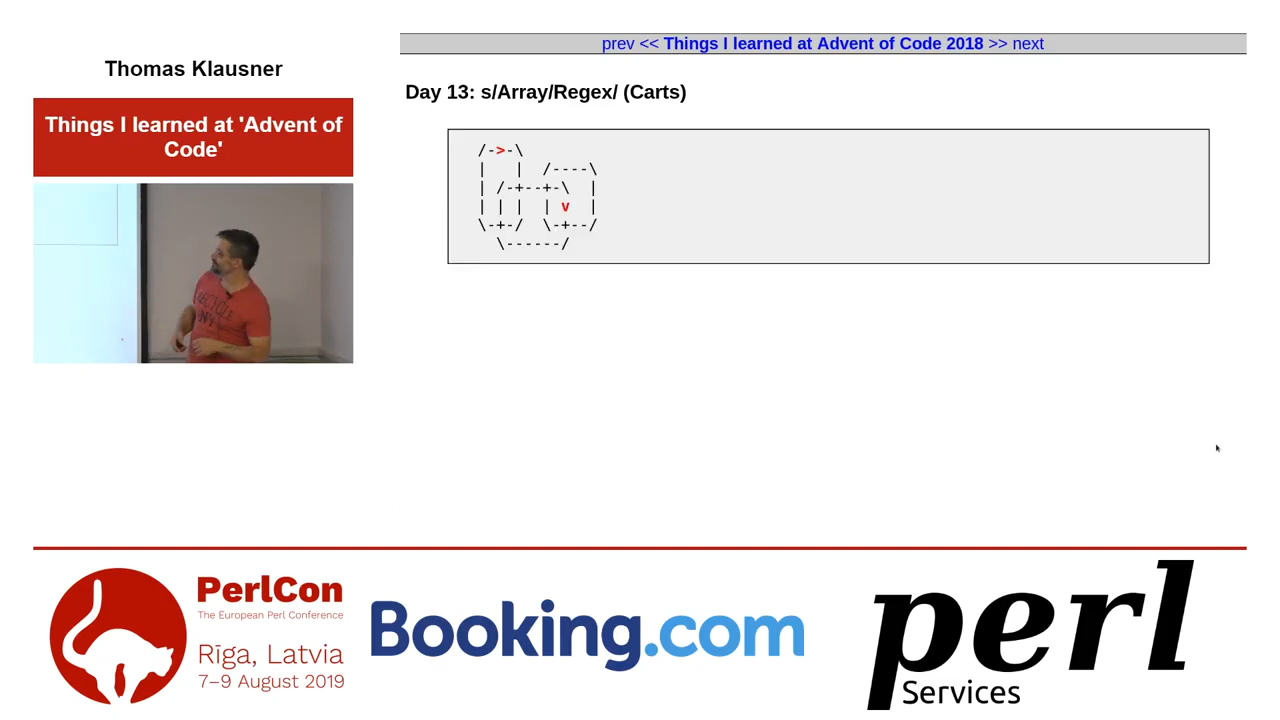 Thomas Klausner
Things I learned at 'Advent of
Code'
prev << Things I learned at Advent of Code 2018 >> next
Day 13: s/Array/Regex/ (Carts)
/->-\
|   |  /----\
| /-+--+-\  |
| | |  | v  |
\-+-/  \-+--/
  \------/
RECYCLE
PerlCon
The European Perl Conference
Rīga, Latvia
7–9 August 2019
Booking.com
perl
Services